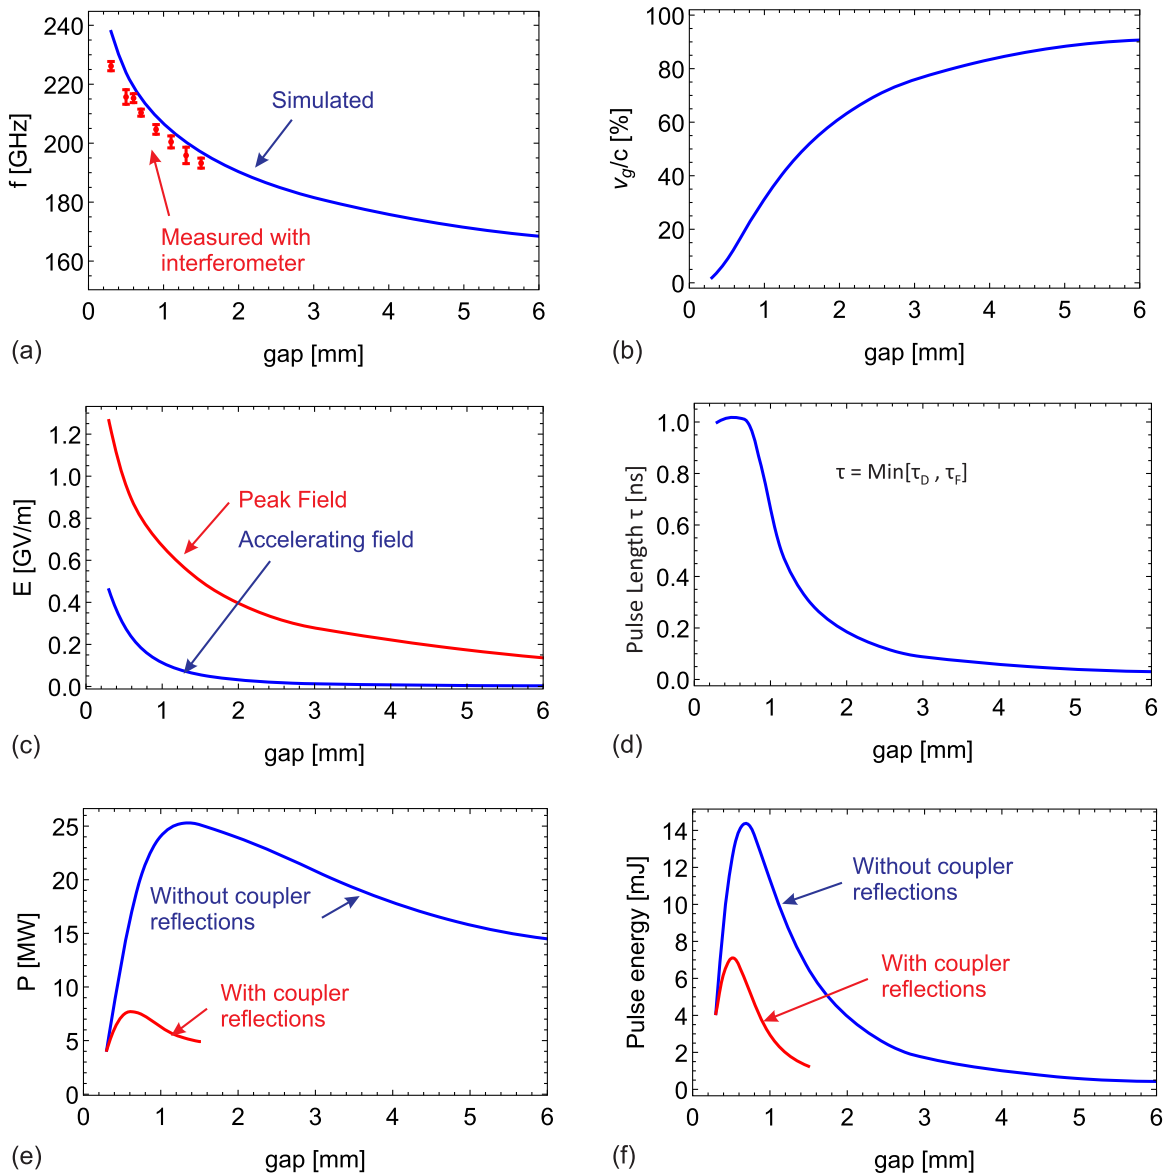 240
220
200
180
160
f [GHz]
Simulated
Measured with
interferometer
0 1 2 3 4 5 6
(a)
gap [mm]
100
80
60
40
20
0
v_g/c [%]
0 1 2 3 4 5 6
(b)
gap [mm]
1.2
1.0
0.8
0.6
0.4
0.2
0.0
E [GV/m]
Peak Field
Accelerating field
0 1 2 3 4 5 6
(c)
gap [mm]
1.0
0.8
0.6
0.4
0.2
0.0
Pulse Length τ [ns]
τ = Min[τ_D , τ_F]
0 1 2 3 4 5 6
(d)
gap [mm]
25
20
15
10
5
0
P [MW]
Without coupler
reflections
With coupler
reflections
0 1 2 3 4 5 6
(e)
gap [mm]
14
12
10
8
6
4
2
0
Pulse energy [mJ]
Without coupler
reflections
With coupler
reflections
0 1 2 3 4 5 6
(f)
gap [mm]